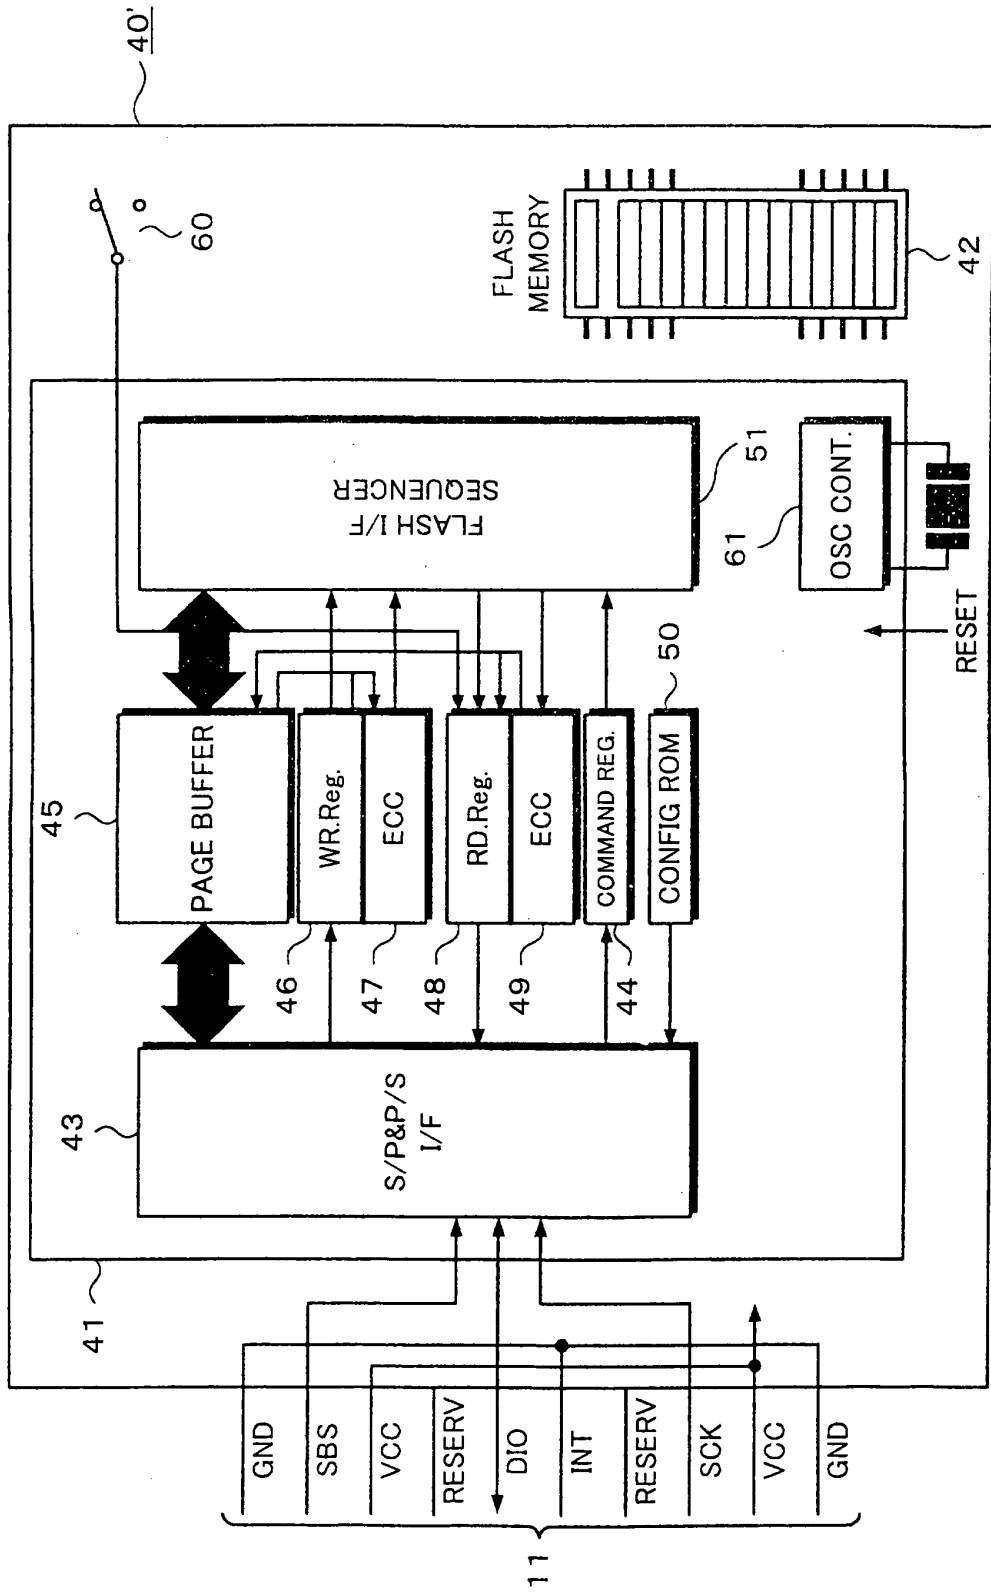 40'
60
FLASH
MEMORY
42
41
43
S/P&P/S
I/F
45
PAGE BUFFER
46
WR.Reg.
47
ECC
48
RD.Reg.
49
ECC
44
COMMAND REG.
50
CONFIG ROM
FLASH I/F
SEQUENCER
51
61
OSC CONT.
RESET
GND
SBS
VCC
RESERV
DIO
INT
RESERV
SCK
VCC
GND
11